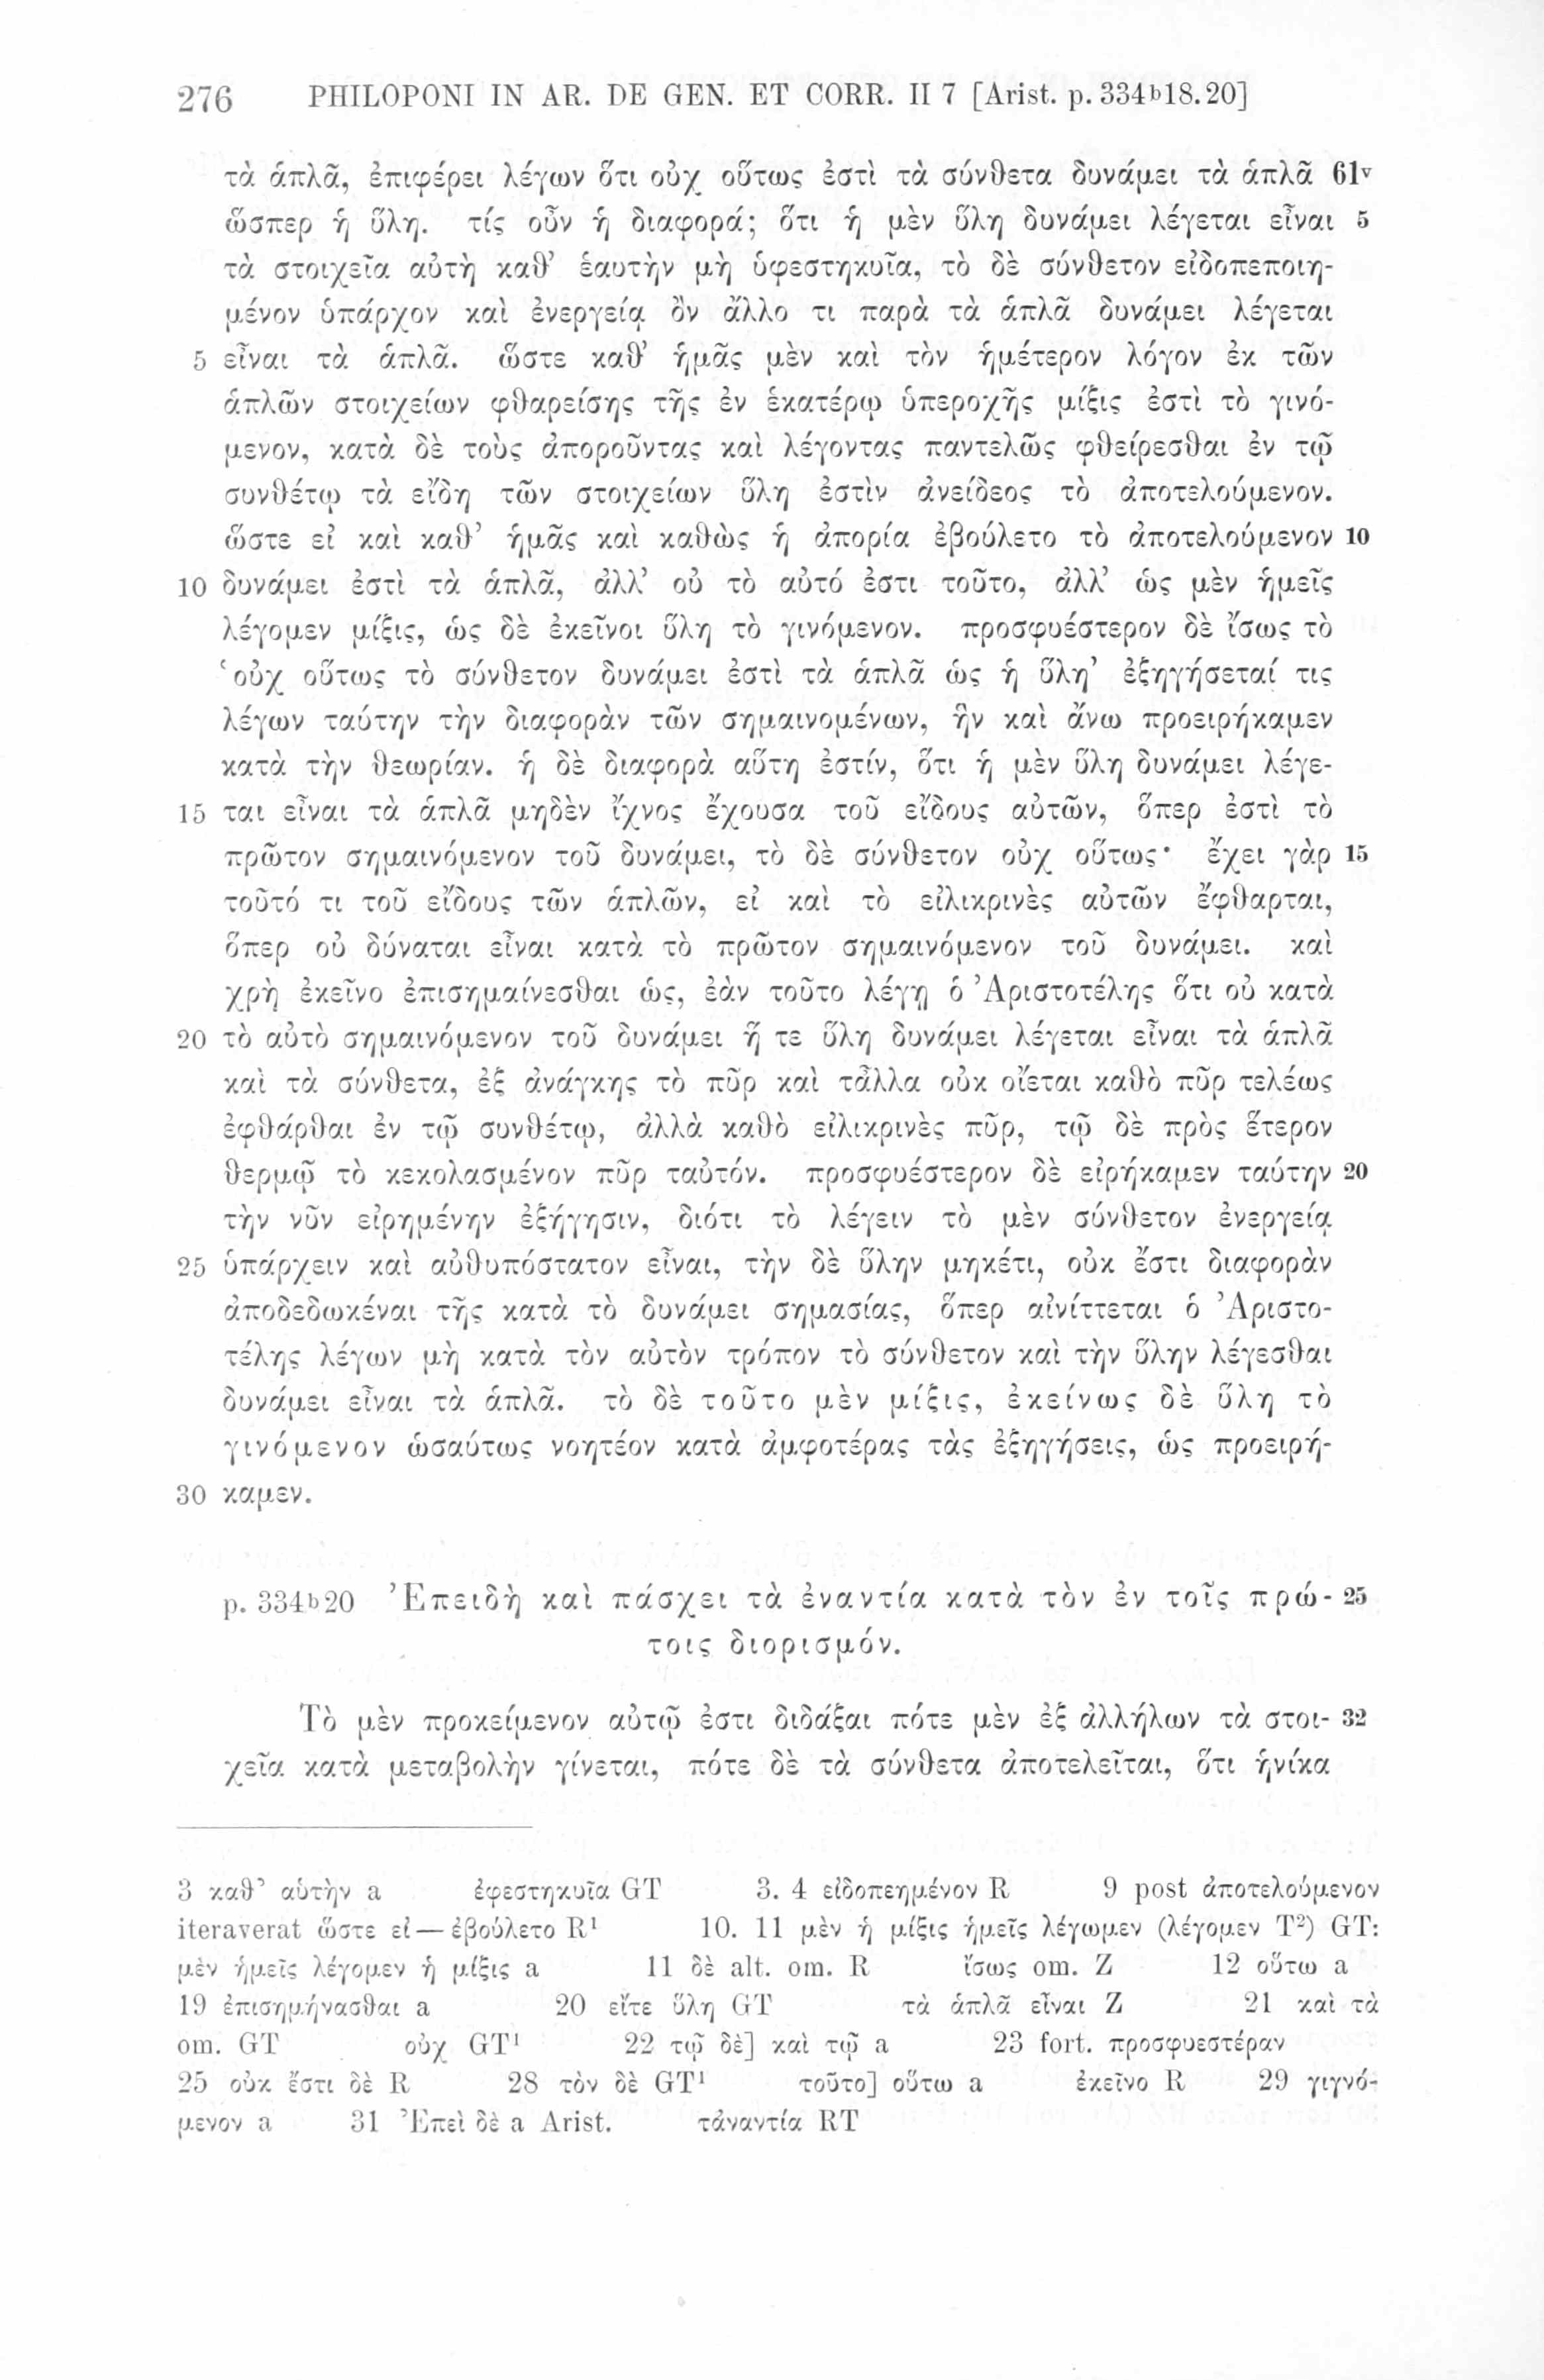 276 PHILOPONI IN AR. DE GEN. ET CORR. II 7 [Arist. p. 334b18.20]
τὰ ἁπλᾶ, ἐπιφέρει λέγων ὅτι οὐχ οὕτως ἐστὶ τὰ σύνθετα δυνάμει τὰ ἁπλᾶ 61v
ὥσπερ ἡ ὕλη. τίς οὖν ἡ διαφορά; ὅτι ἡ μὲν ὕλη δυνάμει λέγεται εἶναι 5
τὰ στοιχεῖα αὐτὴ καθ’ ἑαυτὴν μὴ ὑφεστηκυῖα, τὸ δὲ σύνθετον εἰδοπεποιη-
μένον ὑπάρχον καὶ ἐνεργείᾳ ὂν ἄλλο τι παρὰ τὰ ἁπλᾶ δυνάμει λέγεται
5 εἶναι τὰ ἁπλᾶ. ὥστε καθ’ ἡμᾶς μὲν καὶ τὸν ἡμέτερον λόγον ἐκ τῶν
ἁπλῶν στοιχείων φθαρείσης τῆς ἐν ἑκατέρῳ ὑπεροχῆς μίξις ἐστὶ τὸ γινό-
μενον, κατὰ δὲ τοὺς ἀποροῦντας καὶ λέγοντας παντελῶς φθείρεσθαι ἐν τῷ
συνθέτῳ τὰ εἴδη τῶν στοιχείων ὕλη ἐστὶν ἀνείδεος τὸ ἀποτελούμενον.
ὥστε εἰ καὶ καθ’ ἡμᾶς καὶ καθὼς ἡ ἀπορία ἐβούλετο τὸ ἀποτελούμενον 10
10 δυνάμει ἐστὶ τὰ ἁπλᾶ, ἀλλ’ οὐ τὸ αὐτό ἐστι τοῦτο, ἀλλ’ ὡς μὲν ἡμεῖς
λέγομεν μίξις, ὡς δὲ ἐκεῖνοι ὕλη τὸ γινόμενον. προσφυέστερον δὲ ἴσως τὸ
‘οὐχ οὕτως τὸ σύνθετον δυνάμει ἐστὶ τὰ ἁπλᾶ ὡς ἡ ὕλη’ ἐξηγήσεταί τις
λέγων ταύτην τὴν διαφορὰν τῶν σημαινομένων, ἣν καὶ ἄνω προειρήκαμεν
κατὰ τὴν θεωρίαν. ἡ δὲ διαφορὰ αὕτη ἐστίν, ὅτι ἡ μὲν ὕλη δυνάμει λέγε-
15 ται εἶναι τὰ ἁπλᾶ μηδὲν ἴχνος ἔχουσα τοῦ εἴδους αὐτῶν, ὅπερ ἐστὶ τὸ
πρῶτον σημαινόμενον τοῦ δυνάμει, τὸ δὲ σύνθετον οὐχ οὕτως· ἔχει γὰρ 15
τοῦτό τι τοῦ εἴδους τῶν ἁπλῶν, εἰ καὶ τὸ εἰλικρινὲς αὐτῶν ἔφθαρται,
ὅπερ οὐ δύναται εἶναι κατὰ τὸ πρῶτον σημαινόμενον τοῦ δυνάμει. καὶ
χρὴ ἐκεῖνο ἐπισημαίνεσθαι ὡς, ἐὰν τοῦτο λέγῃ ὁ Ἀριστοτέλης ὅτι οὐ κατὰ
20 τὸ αὐτὸ σημαινόμενον τοῦ δυνάμει ἥ τε ὕλη δυνάμει λέγεται εἶναι τὰ ἁπλᾶ
καὶ τὰ σύνθετα, ἐξ ἀνάγκης τὸ πῦρ καὶ τἆλλα οὐκ οἴεται καθὸ πῦρ τελέως
ἐφθάρθαι ἐν τῷ συνθέτῳ, ἀλλὰ καθὸ εἰλικρινὲς πῦρ, τῷ δὲ πρὸς ἕτερον
θερμῷ τὸ κεκολασμένον πῦρ ταὐτόν. προσφυέστερον δὲ εἰρήκαμεν ταύτην 20
τὴν νῦν εἰρημένην ἐξήγησιν, διότι τὸ λέγειν τὸ μὲν σύνθετον ἐνεργείᾳ
25 ὑπάρχειν καὶ αὐθυπόστατον εἶναι, τὴν δὲ ὕλην μηκέτι, οὐκ ἔστι διαφορὰν
ἀποδεδωκέναι τῆς κατὰ τὸ δυνάμει σημασίας, ὅπερ αἰνίττεται ὁ Ἀριστο-
τέλης λέγων μὴ κατὰ τὸν αὐτὸν τρόπον τὸ σύνθετον καὶ τὴν ὕλην λέγεσθαι
δυνάμει εἶναι τὰ ἁπλᾶ. τὸ δὲ τοῦτο μὲν μίξις, ἐκείνως δὲ ὕλη τὸ
γινόμενον ὡσαύτως νοητέον κατὰ ἀμφοτέρας τὰς ἐξηγήσεις, ὡς προειρή-
30 καμεν.
p. 334b20 Ἐπειδὴ καὶ πάσχει τὰ ἐναντία κατὰ τὸν ἐν τοῖς πρώ- 25
τοις διορισμόν.
Τὸ μὲν προκείμενον αὐτῷ ἐστι διδάξαι πότε μὲν ἐξ ἀλλήλων τὰ στοι- 32
χεῖα κατὰ μεταβολὴν γίνεται, πότε δὲ τὰ σύνθετα ἀποτελεῖται, ὅτι ἡνίκα
3 καθ’ αὑτὴν a ἐφεστηκυῖα GT 3. 4 εἰδοπεημένον R 9 post ἀποτελούμενον
iteraverat ὥστε εἰ — ἐβούλετο R¹ 10. 11 μὲν ἡ μίξις ἡμεῖς λέγωμεν (λέγομεν T²) GT:
μὲν ἡμεῖς λέγομεν ἡ μίξις a 11 δὲ alt. om. R ἴσως om. Z 12 οὕτω a
19 ἐπισημήνασθαι a 20 εἴτε ὕλη GT τὰ ἁπλᾶ εἶναι Z 21 καὶ τὰ
om. GT οὐχ GT¹ 22 τῷ δὲ] καὶ τῷ a 23 fort. προσφυεστέραν
25 οὐκ ἔστι δὲ R 28 τὸν δὲ GT¹ τοῦτο] οὕτω a ἐκεῖνο R 29 γιγνό-
μενον a 31 Ἐπεὶ δὲ a Arist. τἀναντία RT